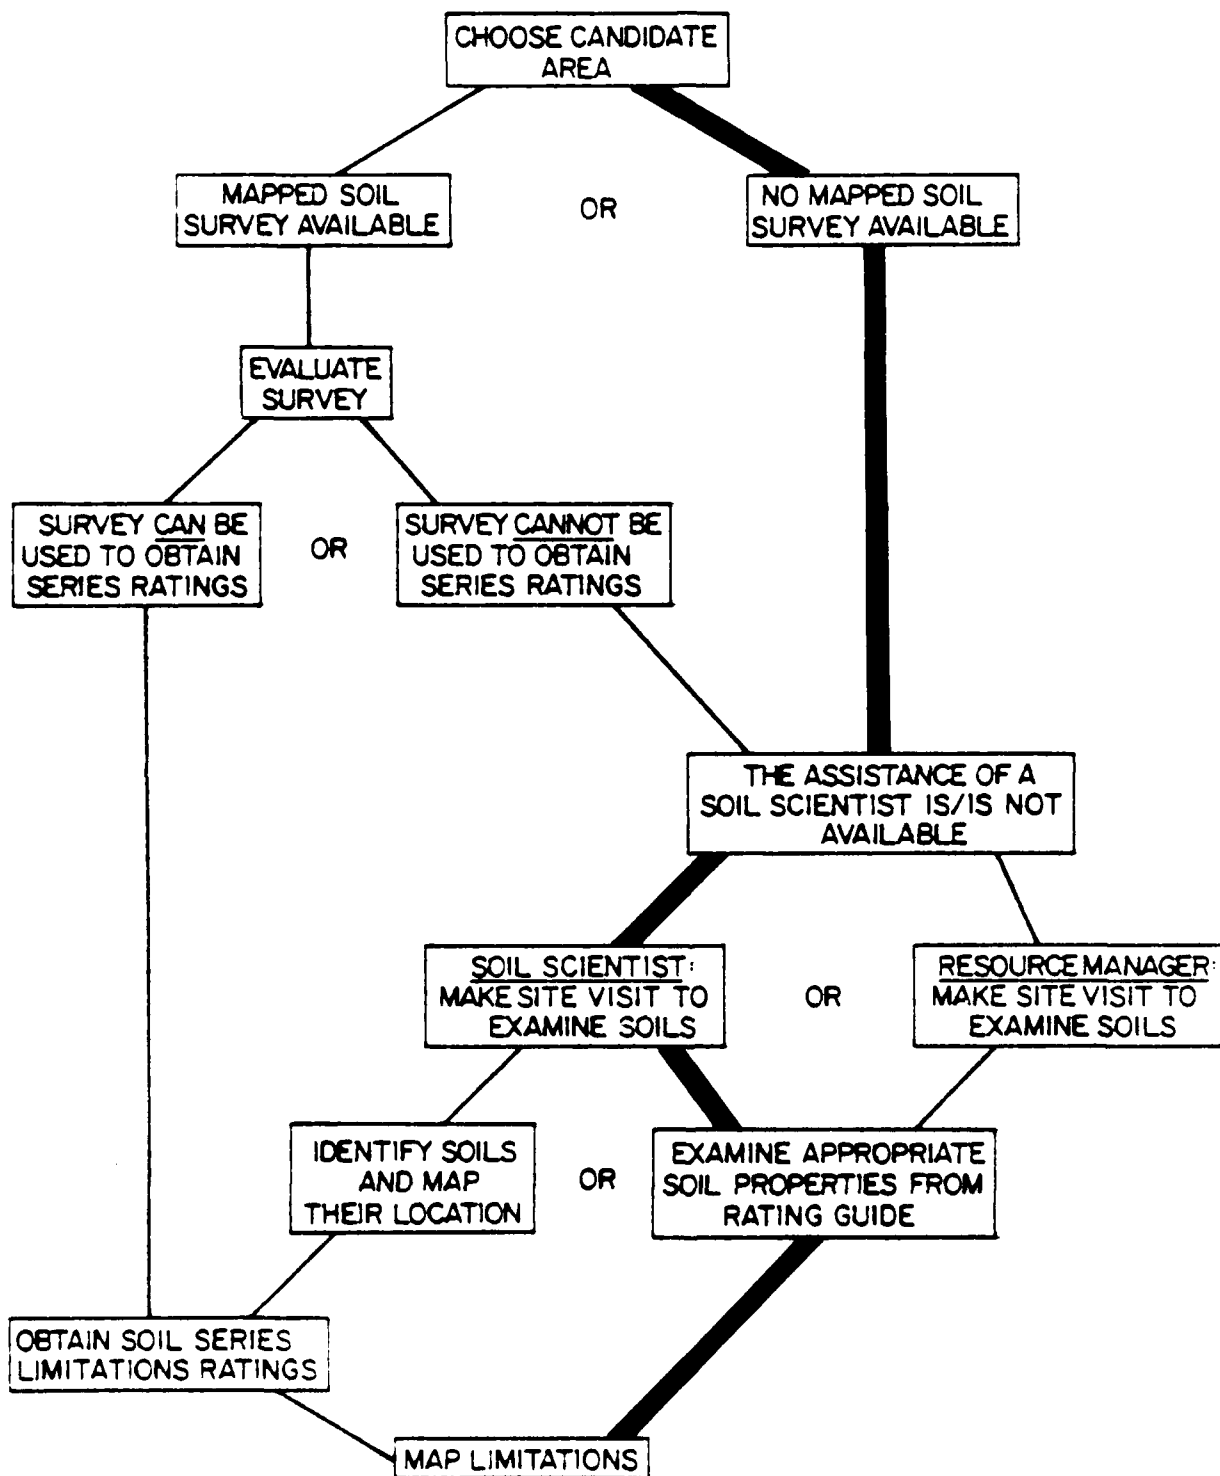 CHOOSE CANDIDATE
AREA
MAPPED SOIL
SURVEY AVAILABLE
OR
NO MAPPED SOIL
SURVEY AVAILABLE
EVALUATE
SURVEY
SURVEY CAN BE
USED TO OBTAIN
SERIES RATINGS
OR
SURVEY CANNOT BE
USED TO OBTAIN
SERIES RATINGS
THE ASSISTANCE OF A
SOIL SCIENTIST IS/IS NOT
AVAILABLE
SOIL SCIENTIST:
MAKE SITE VISIT TO
EXAMINE SOILS
OR
RESOURCE MANAGER:
MAKE SITE VISIT TO
EXAMINE SOILS
IDENTIFY SOILS
AND MAP
THEIR LOCATION
OR
EXAMINE APPROPRIATE
SOIL PROPERTIES FROM
RATING GUIDE
OBTAIN SOIL SERIES
LIMITATIONS RATINGS
MAP LIMITATIONS